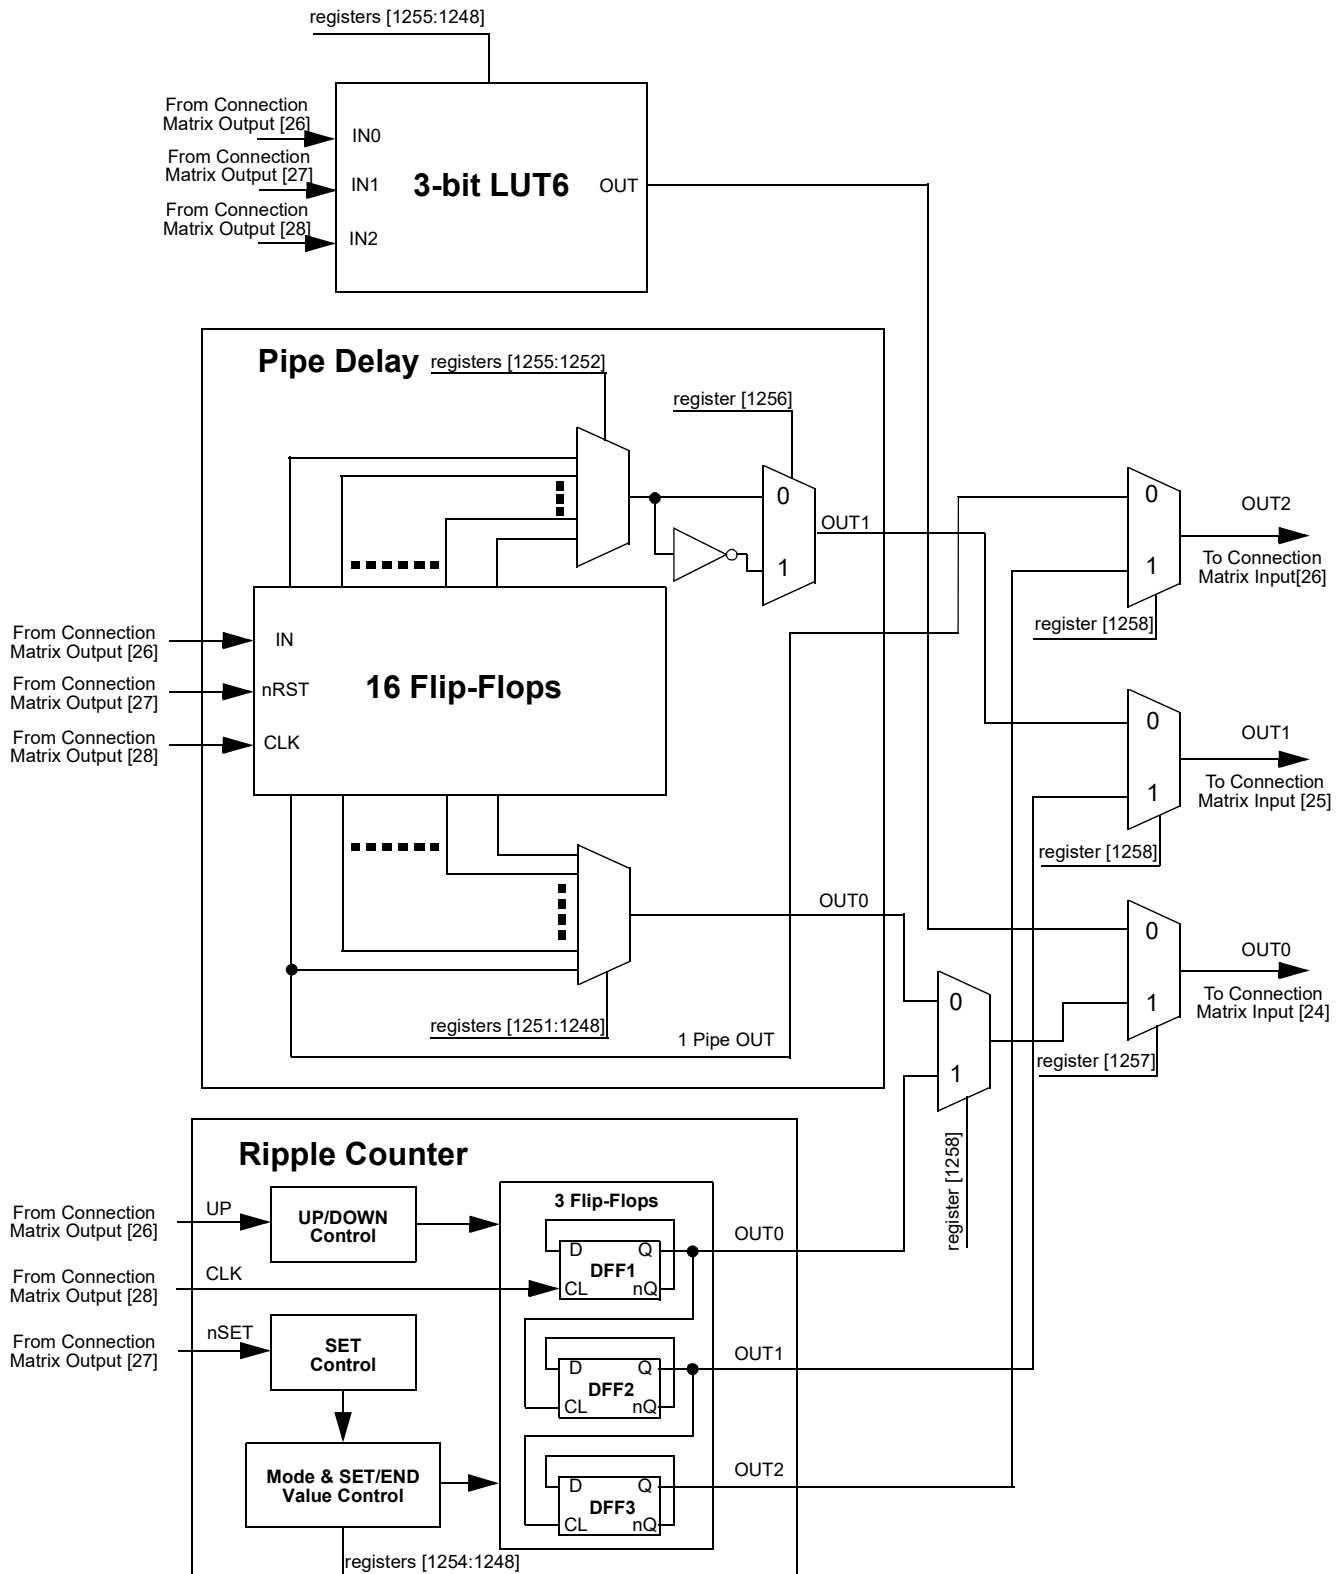 registers [1255:1248]
From Connection
Matrix Output [26]
From Connection
Matrix Output [27]
From Connection
Matrix Output [28]
IN0
IN1
IN2
3-bit LUT6
OUT
Pipe Delay
registers [1255:1252]
register [1256]
0
1
OUT1
From Connection
Matrix Output [26]
From Connection
Matrix Output [27]
From Connection
Matrix Output [28]
IN
nRST
CLK
16 Flip-Flops
OUT0
registers [1251:1248]
1 Pipe OUT
0
1
register [1258]
OUT2
To Connection
Matrix Input[26]
0
1
register [1258]
OUT1
To Connection
Matrix Input [25]
0
1
register [1257]
OUT0
To Connection
Matrix Input [24]
0
1
register [1258]
Ripple Counter
From Connection
Matrix Output [26]
UP
UP/DOWN
Control
From Connection
Matrix Output [28]
CLK
From Connection
Matrix Output [27]
nSET
SET
Control
Mode & SET/END
Value Control
registers [1254:1248]
3 Flip-Flops
D
Q
DFF1
CL
nQ
OUT0
D
Q
DFF2
CL
nQ
OUT1
D
Q
DFF3
CL
nQ
OUT2